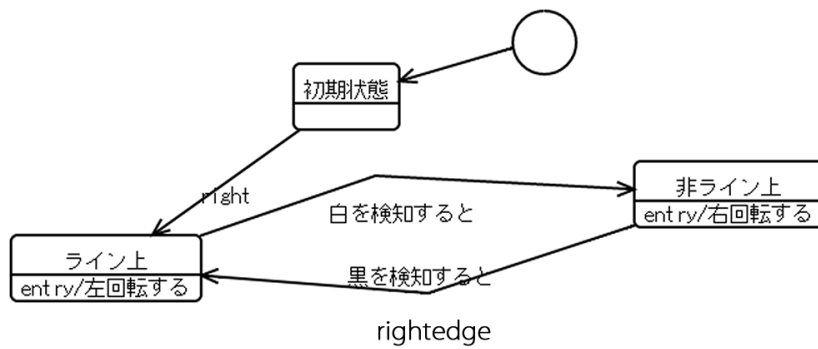 初期状態
right
白を検知すると
非ライン上
entry/右回転する
ライン上
entry/左回転する
黒を検知すると
rightedge